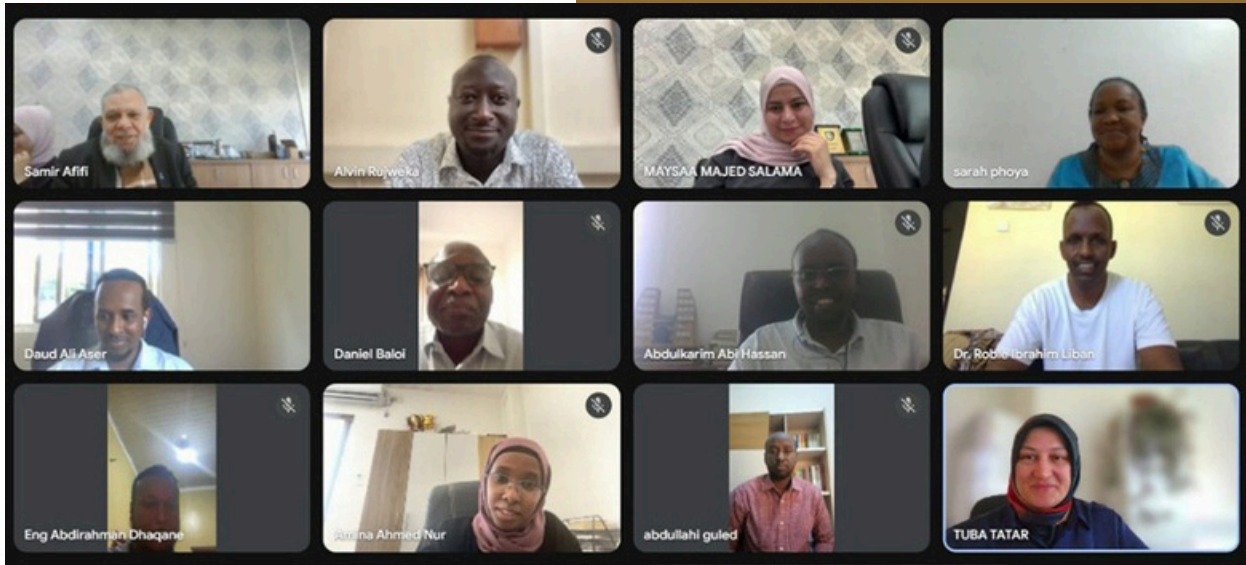 Samir Afifi
Alvin Rujweka
MAYSAA MAJED SALAMA
sarah phoya
Daud Ali Aser
Daniel Baloi
Abdulkarim Abi Hassan
Dr. Roble Ibrahim Liban
Eng Abdirahman Dhaqane
Amina Ahmed Nur
abdullahi guled
TUBA TATAR